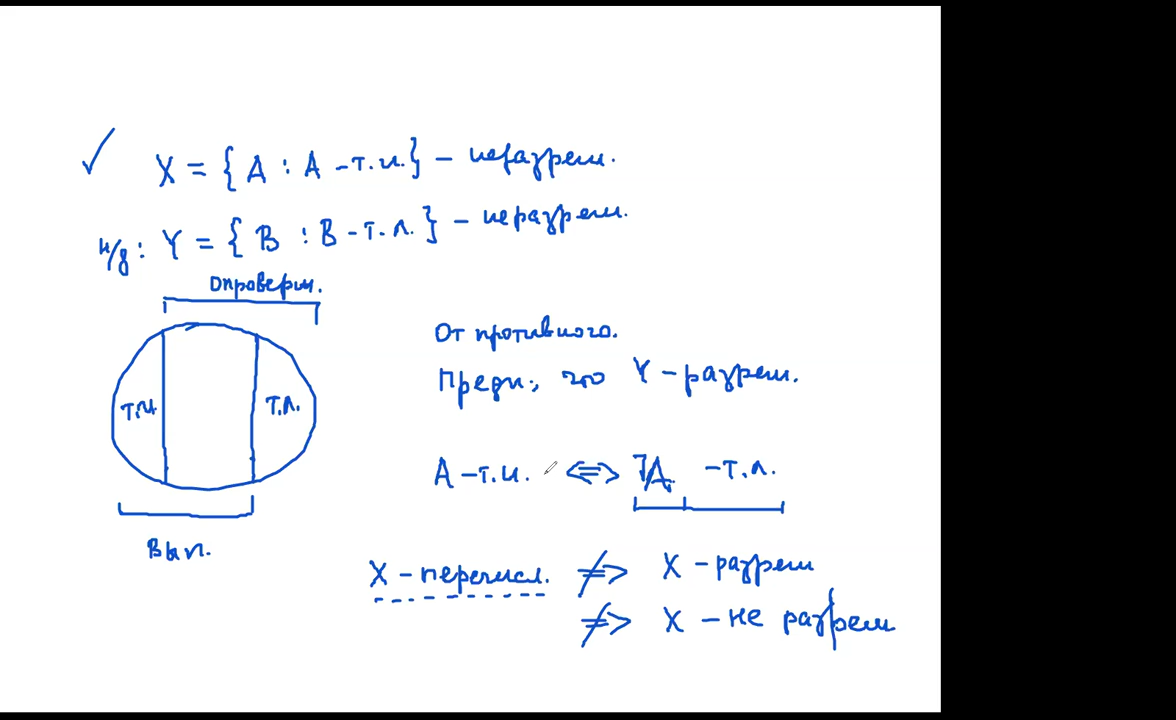 ✓ X = { A : A - т.и. } - неразреш.
н/д: Y = { B : B - т.л. } - неразреш.
Опроверж.
т.и. т.л.
Вып.
От противного.
Предп., что Y - разреш.
A - т.и. <=> ⌉A - т.л.
X - перечисл. ≠> X - разреш
≠> X - не разреш